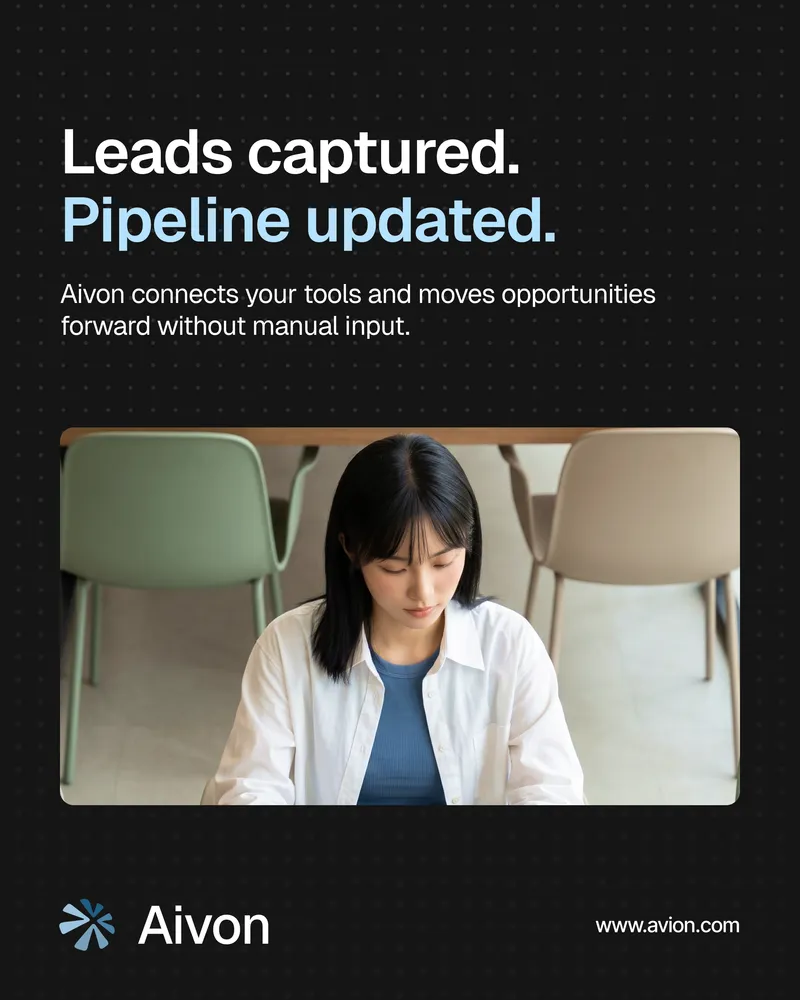 Leads captured.
Pipeline updated.
Aivon connects your tools and moves opportunities
forward without manual input.
Aivon
www.avion.com